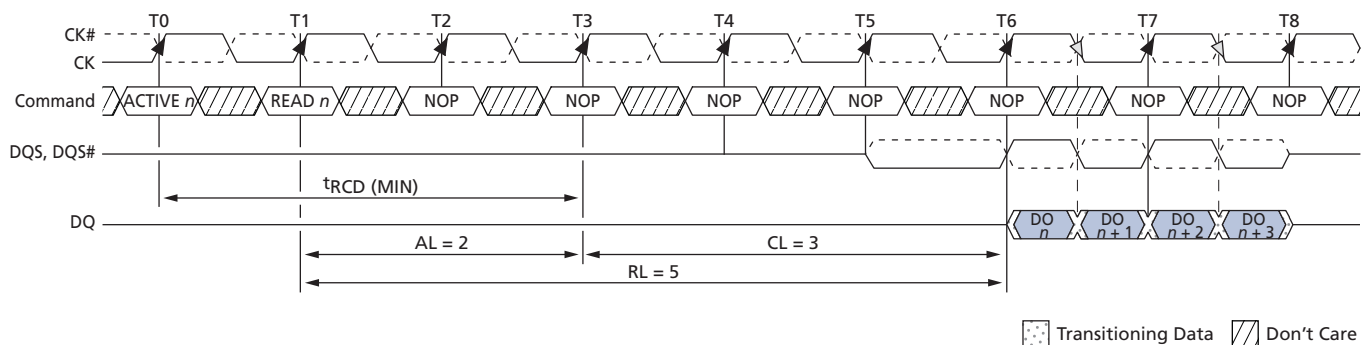 T0 T1 T2 T3 T4 T5 T6 T7 T8
CK#
CK
Command ACTIVE n READ n NOP NOP NOP NOP NOP NOP NOP
DQS, DQS#
tRCD (MIN)
DQ DO n DO n + 1 DO n + 2 DO n + 3
AL = 2 CL = 3
RL = 5
Transitioning Data Don't Care